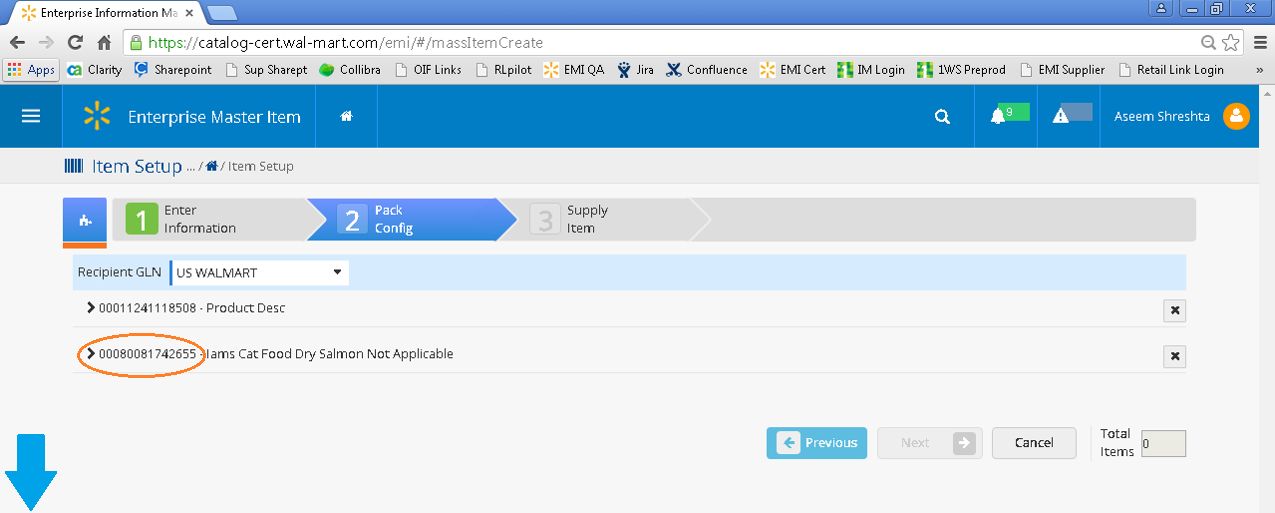 Enterprise Information Ma
https://catalog-cert.wal-mart.com/emi/#/massItemCreate
Apps Clarity Sharepoint Sup Sharept Collibra OIF Links RLpilot EMI QA Jira Confluence EMI Cert IM Login 1WS Preprod EMI Supplier Retail Link Login »
Enterprise Master Item 9 Aseem Shreshta
Item Setup ... / / Item Setup
1 Enter Information
2 Pack Config
3 Supply Item
Recipient GLN US WALMART
00011241118508 - Product Desc
00080081742655 - Iams Cat Food Dry Salmon Not Applicable
Previous Next Cancel Total Items 0